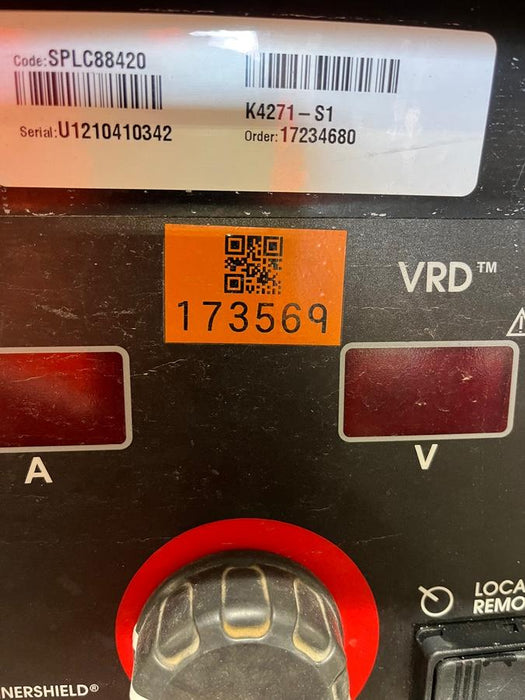 Code: SPLC88420
K4271-S1
Serial: U1210410342
Order: 17234680
173569
VRD™
A
V
LOCA
REMO
NERSHIELD®